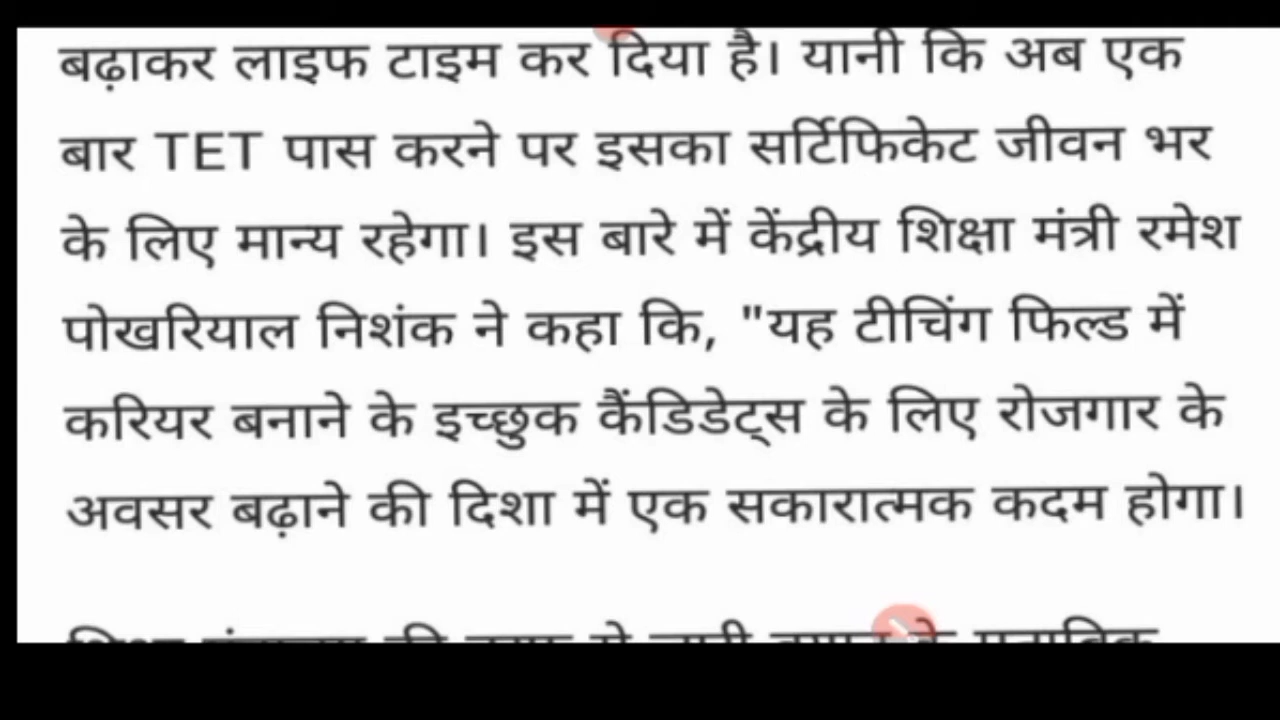 बढ़ाकर लाइफ टाइम कर दिया है। यानी कि अब एक
बार TET पास करने पर इसका सर्टिफिकेट जीवन भर
के लिए मान्य रहेगा। इस बारे में केंद्रीय शिक्षा मंत्री रमेश
पोखरियाल निशंक ने कहा कि, "यह टीचिंग फिल्ड में
करियर बनाने के इच्छुक कैंडिडेट्स के लिए रोजगार के
अवसर बढ़ाने की दिशा में एक सकारात्मक कदम होगा।